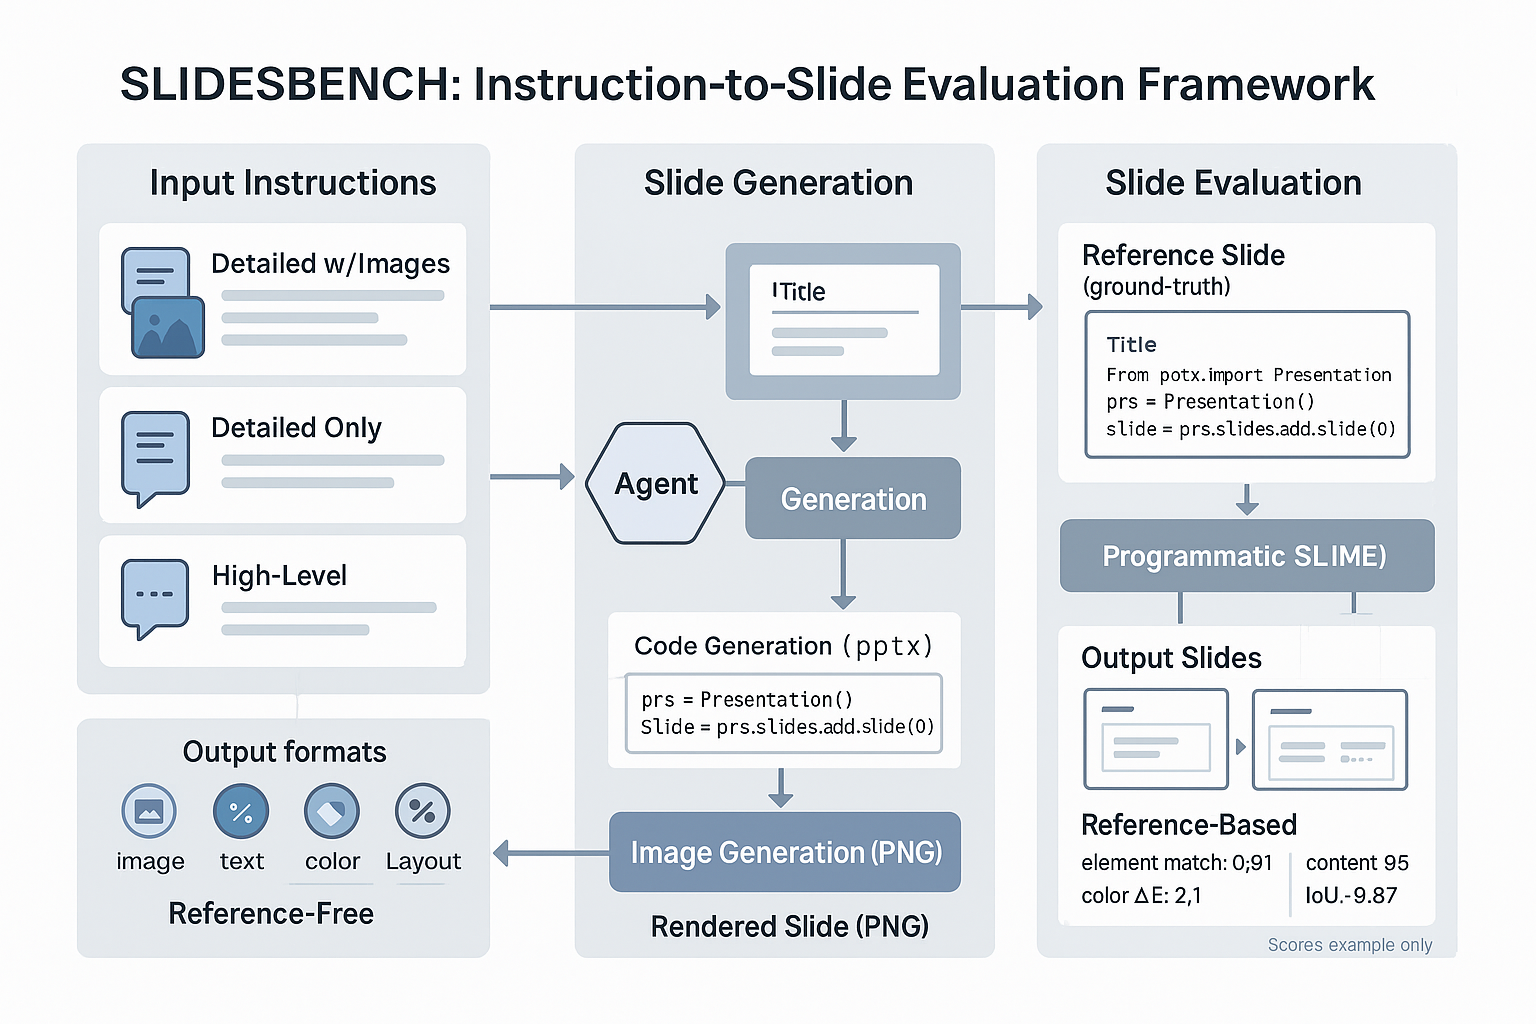 SLIDESBENCH: Instruction-to-Slide Evaluation Framework
Input Instructions
Detailed w/Images
Detailed Only
High-Level
Output formats
image
text
color
Layout
Reference-Free
Slide Generation
!Title
Agent
Generation
Code Generation (pptx)
prs = Presentation()
Slide = prs.slides.add.slide(0)
Image Generation (PNG)
Rendered Slide (PNG)
Slide Evaluation
Reference Slide
(ground-truth)
Title
From potx.import Presentation
prs = Presentation()
slide = prs.slides.add.slide(0)
Programmatic SLIME)
Output Slides
Reference-Based
element match: 0;91
content 95
color ΔE: 2,1
IoU.-9.87
Scores example only